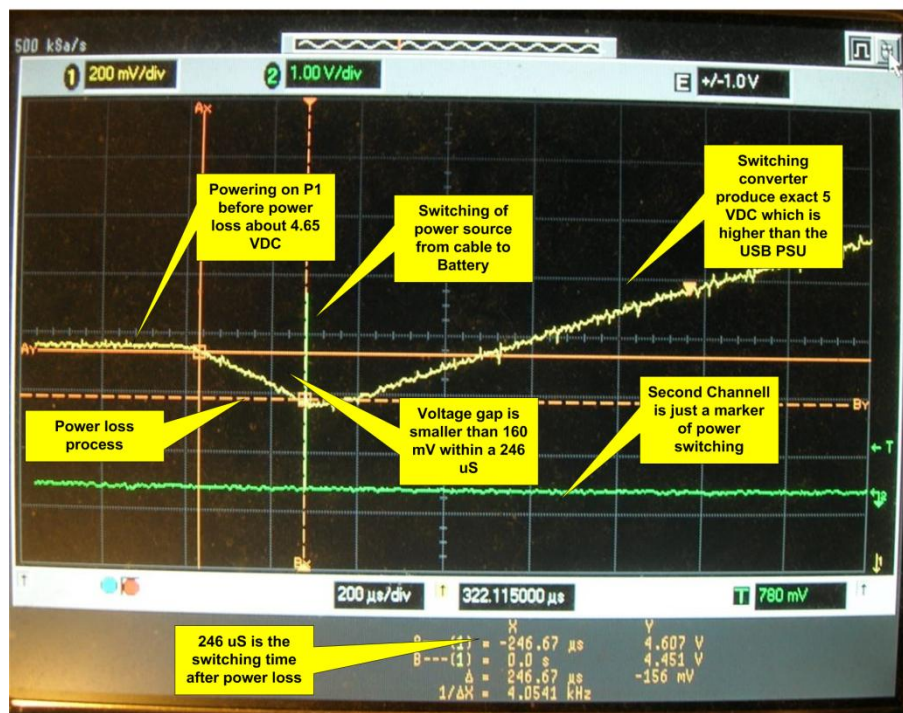 500 kSa/s
1 200 mV/div 2 1.00 V/div E +/-1.0V
Ax
Powering on P1
before power
loss about 4.65
VDC
Switching of
power source
from cable to
Battery
Switching
converter
produce exact 5
VDC which is
higher than the
USB PSU
AY
Power loss
process
Voltage gap is
smaller than 160
mV within a 246
uS
Second Channell
is just a marker
of power
switching
BY
T
2
Bx
1
200 µs/div 322.115000 µs T 780 mV
246 uS is the
switching time
after power loss
X Y
(1) = -246.67 µs 4.607 V
B---(1) = 0.0 s 4.451 V
Δ = 246.67 µs -156 mV
1/ΔX = 4.0541 kHz